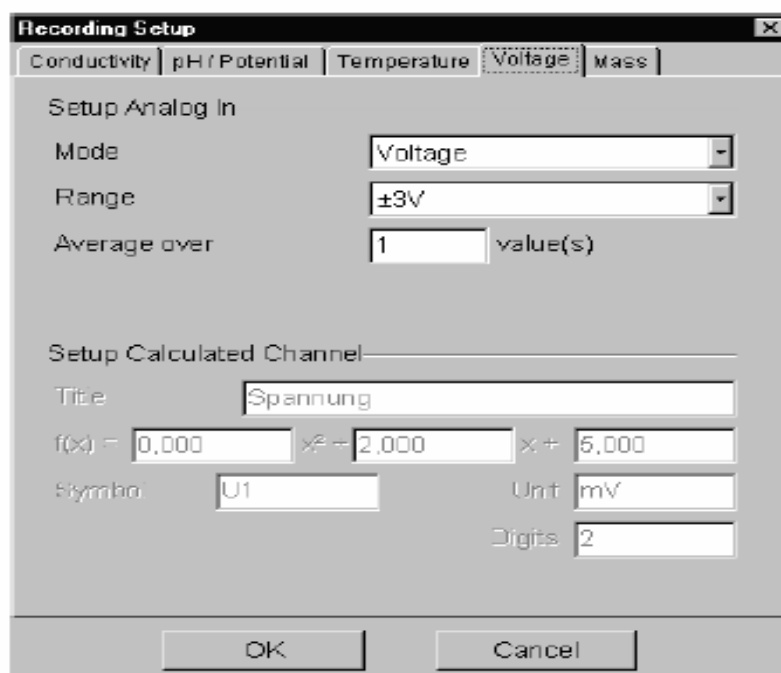 Recording Setup
Conductivity pH / Potential Temperature Voltage Mass
Setup Analog In
Mode Voltage
Range ±3V
Average over 1 value(s)
Setup Calculated Channel
Title Spannung
f(x) = 0,000 x² + 2,000 x + 5,000
Symbol U1 Unit mV
Digits 2
OK Cancel